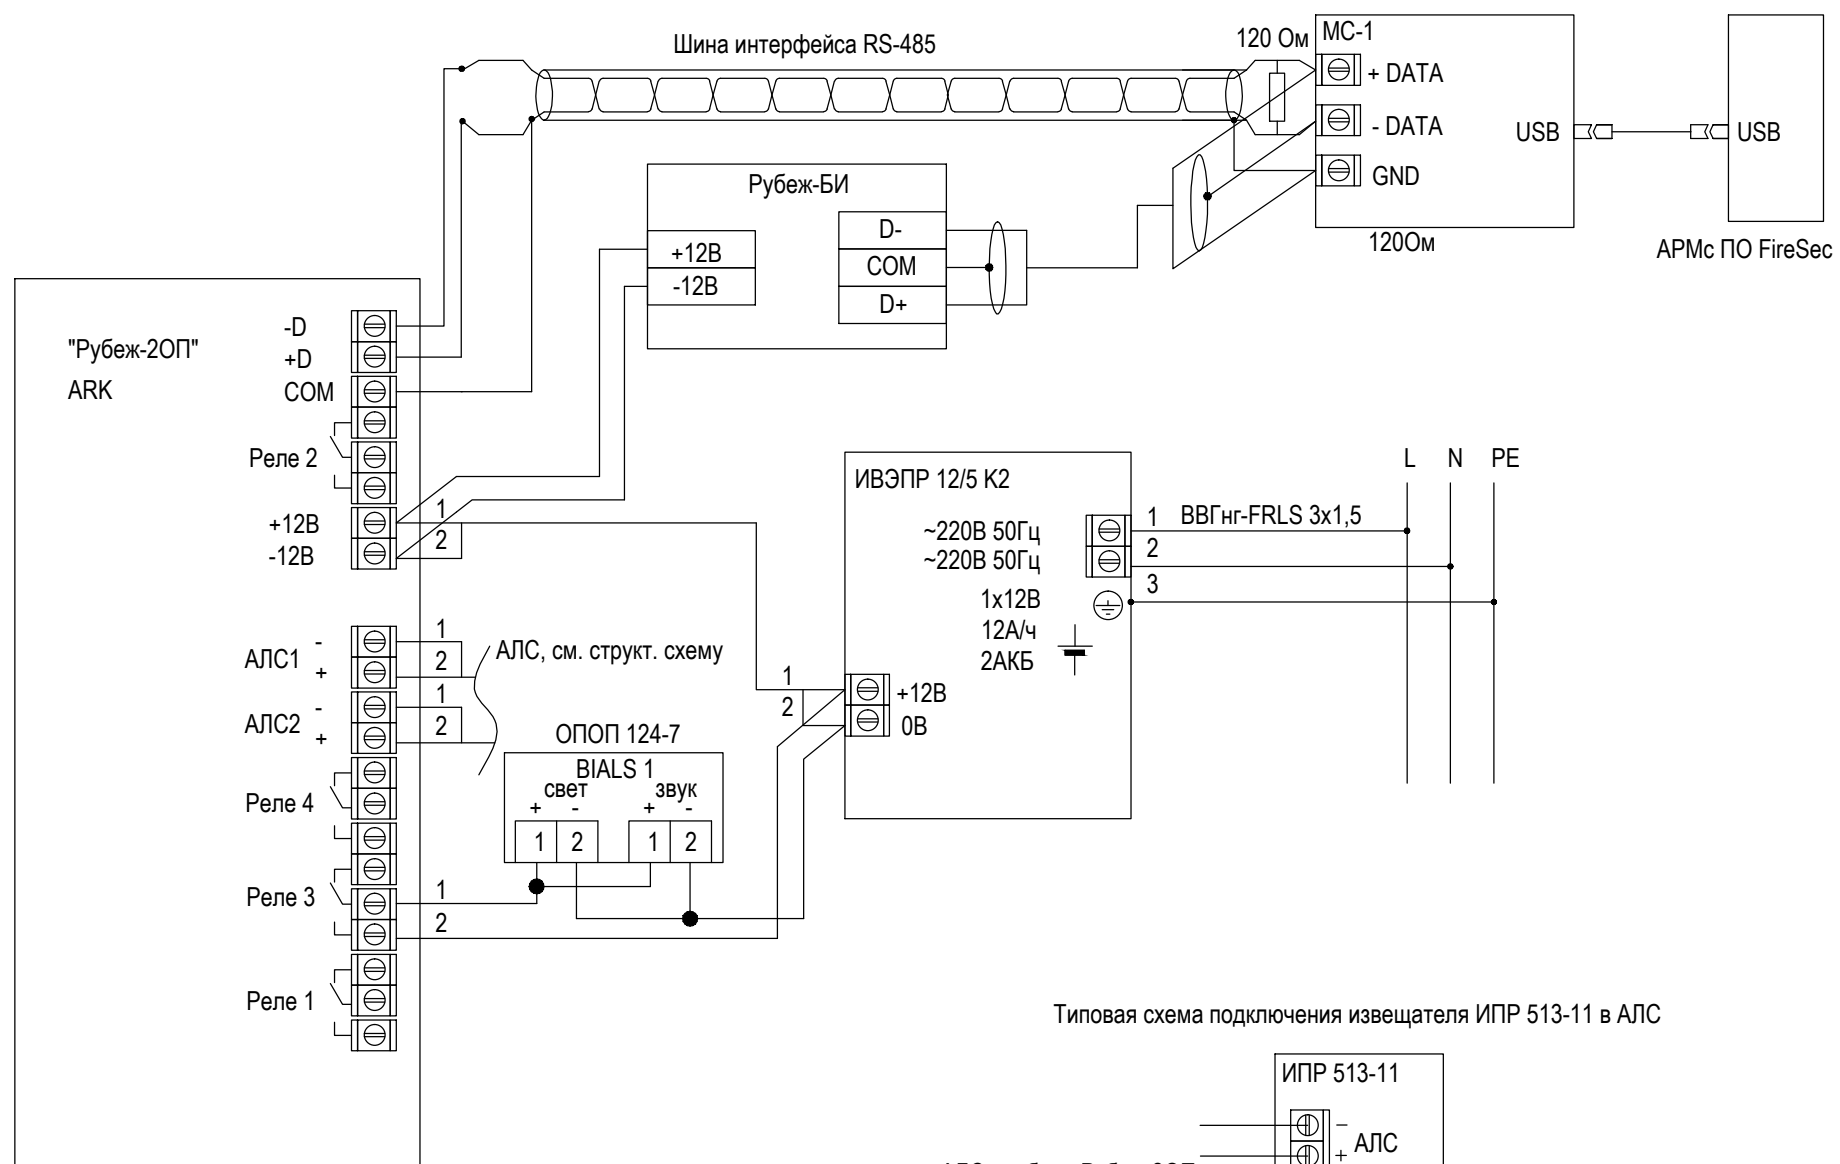 Шина интерфейса RS-485
120 Ом
МС-1
+ DATA
- DATA
GND
USB
USB
120Ом
АРМс ПО FireSec
Рубеж-БИ
+12В
-12В
D-
COM
D+
"Рубеж-2ОП"
ARK
-D
+D
COM
Реле 2
+12В
-12В
1
2
ИВЭПР 12/5 К2
~220В 50Гц
~220В 50Гц
1х12В
12А/ч
2АКБ
1
2
3
ВВГнг-FRLS 3х1,5
L N PE
1
2
+12В
0В
АЛС1
-
+
1
2
АЛС, см. структ. схему
АЛС2
-
+
1
2
ОПОП 124-7
BIALS 1
свет звук
+ - + -
1 2 1 2
Реле 4
Реле 3
1
2
Реле 1
Типовая схема подключения извещателя ИПР 513-11 в АЛС
ИПР 513-11
−
АЛС
+